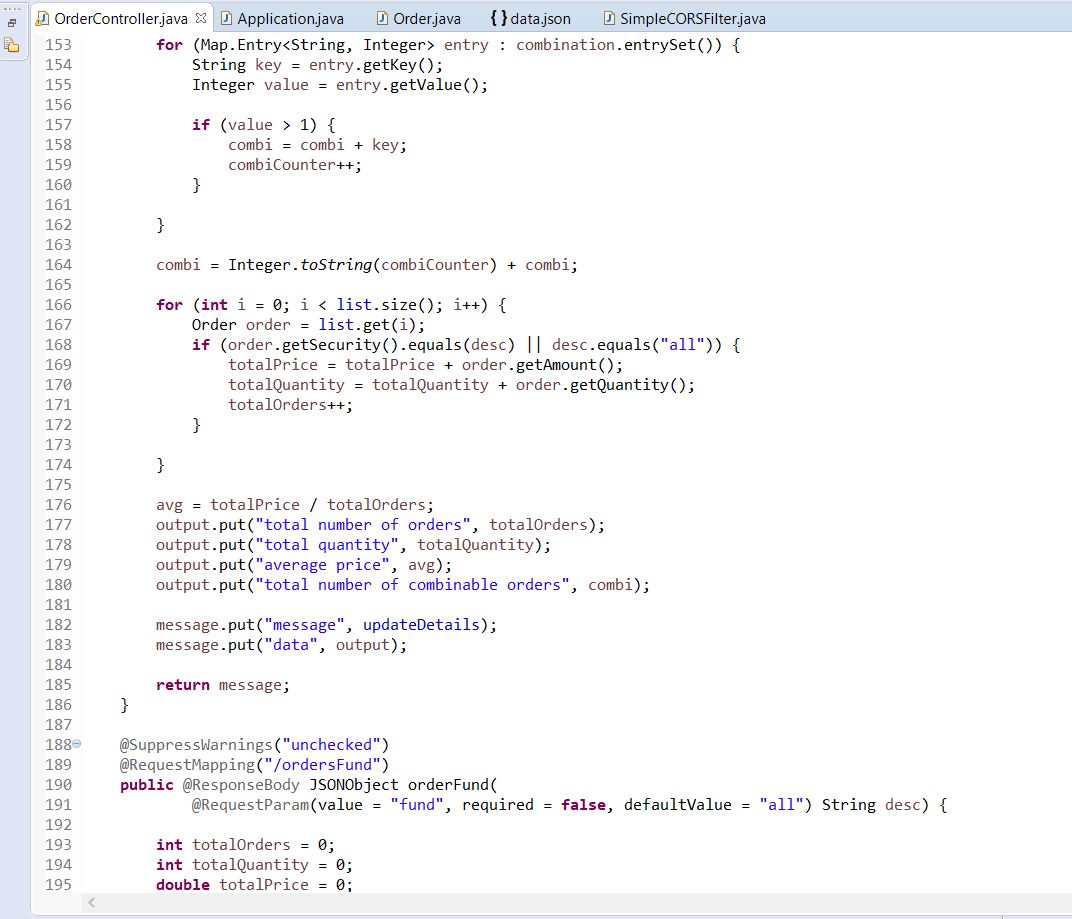 OrderController.java Application.java Order.java { } data.json SimpleCORSFilter.java
153 for (Map.Entry<String, Integer> entry : combination.entrySet()) {
154 String key = entry.getKey();
155 Integer value = entry.getValue();
156
157 if (value > 1) {
158 combi = combi + key;
159 combiCounter++;
160 }
161
162 }
163
164 combi = Integer.toString(combiCounter) + combi;
165
166 for (int i = 0; i < list.size(); i++) {
167 Order order = list.get(i);
168 if (order.getSecurity().equals(desc) || desc.equals("all")) {
169 totalPrice = totalPrice + order.getAmount();
170 totalQuantity = totalQuantity + order.getQuantity();
171 totalOrders++;
172 }
173
174 }
175
176 avg = totalPrice / totalOrders;
177 output.put("total number of orders", totalOrders);
178 output.put("total quantity", totalQuantity);
179 output.put("average price", avg);
180 output.put("total number of combinable orders", combi);
181
182 message.put("message", updateDetails);
183 message.put("data", output);
184
185 return message;
186 }
187
188 @SuppressWarnings("unchecked")
189 @RequestMapping("/ordersFund")
190 public @ResponseBody JSONObject orderFund(
191 @RequestParam(value = "fund", required = false, defaultValue = "all") String desc) {
192
193 int totalOrders = 0;
194 int totalQuantity = 0;
195 double totalPrice = 0;